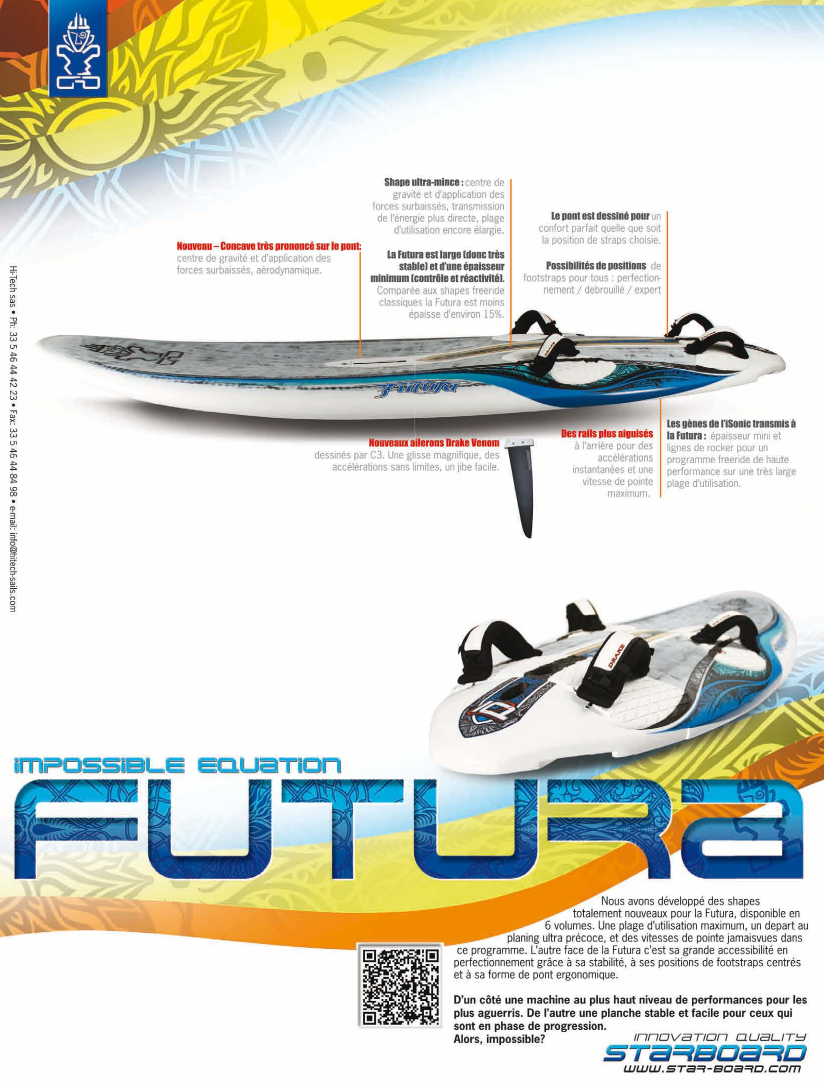 Shape ultra-mince : centre de
gravité et d'application des
forces surbaissés, transmission
de l'énergie plus directe, plage
d'utilisation encore élargie.
La Futura est large (donc très
stable) et d'une épaisseur
minimum (contrôle et réactivité).
Comparée aux shapes freeride
classiques la Futura est moins
épaisse d'environ 15%.
Le pont est dessiné pour un
confort parfait quelle que soit
la position de straps choisie.
Possibilités de positions de
footstraps pour tous : perfection-
nement / debrouillé / expert
Nouveau – Concave très prononcé sur le pont:
centre de gravité et d'application des
forces surbaissés, aérodynamique.
Hi-Tech sas • Ph: 33 5 46 44 42 23 • Fax: 33 5 46 44 84 98 • e-mail: info@hitech-sails.com
Futura
Nouveaux ailerons Drake Venom
dessinés par C3. Une glisse magnifique, des
accélérations sans limites, un jibe facile.
Des rails plus aiguisés
à l'arrière pour des
accélérations
instantanées et une
vitesse de pointe
maximum.
Les gènes de l'iSonic transmis à
la Futura : épaisseur mini et
lignes de rocker pour un
programme freeride de haute
performance sur une très large
plage d'utilisation.
DRAKE
IMPOSSIBLE EQUATION
FUTURA
Nous avons développé des shapes
totalement nouveaux pour la Futura, disponible en
6 volumes. Une plage d'utilisation maximum, un depart au
planing ultra précoce, et des vitesses de pointe jamaisvues dans
ce programme. L'autre face de la Futura c'est sa grande accessibilité en
perfectionnement grâce à sa stabilité, à ses positions de footstraps centrés
et à sa forme de pont ergonomique.
D'un côté une machine au plus haut niveau de performances pour les
plus aguerris. De l'autre une planche stable et facile pour ceux qui
sont en phase de progression.
Alors, impossible?
INNOVATION QUALITY
STARBOARD
WWW.STAR-BOARD.COM